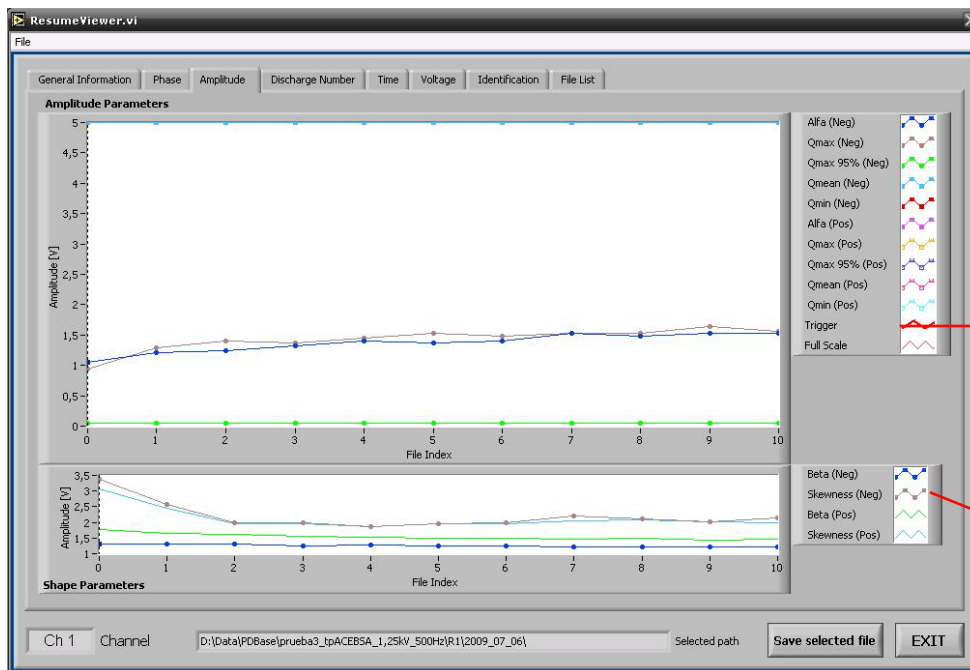 ResumeViewer.vi
File
General Information Phase Amplitude Discharge Number Time Voltage Identification File List
Amplitude Parameters
Amplitude [V]
5
4,5
4
3,5
3
2,5
2
1,5
1
0,5
0
0 1 2 3 4 5 6 7 8 9 10
File Index
Alfa (Neg)
Qmax (Neg)
Qmax 95% (Neg)
Qmean (Neg)
Qmin (Neg)
Alfa (Pos)
Qmax (Pos)
Qmax 95% (Pos)
Qmean (Pos)
Qmin (Pos)
Trigger
Full Scale
Amplitude [V]
3,5
3
2,5
2
1,5
1
0 1 2 3 4 5 6 7 8 9 10
File Index
Shape Parameters
Beta (Neg)
Skewness (Neg)
Beta (Pos)
Skewness (Pos)
Ch 1 Channel D:\Data\PDBase\prueba3_tpACEBSA_1,25kV_500Hz\R1\2009_07_06\ Selected path Save selected file EXIT